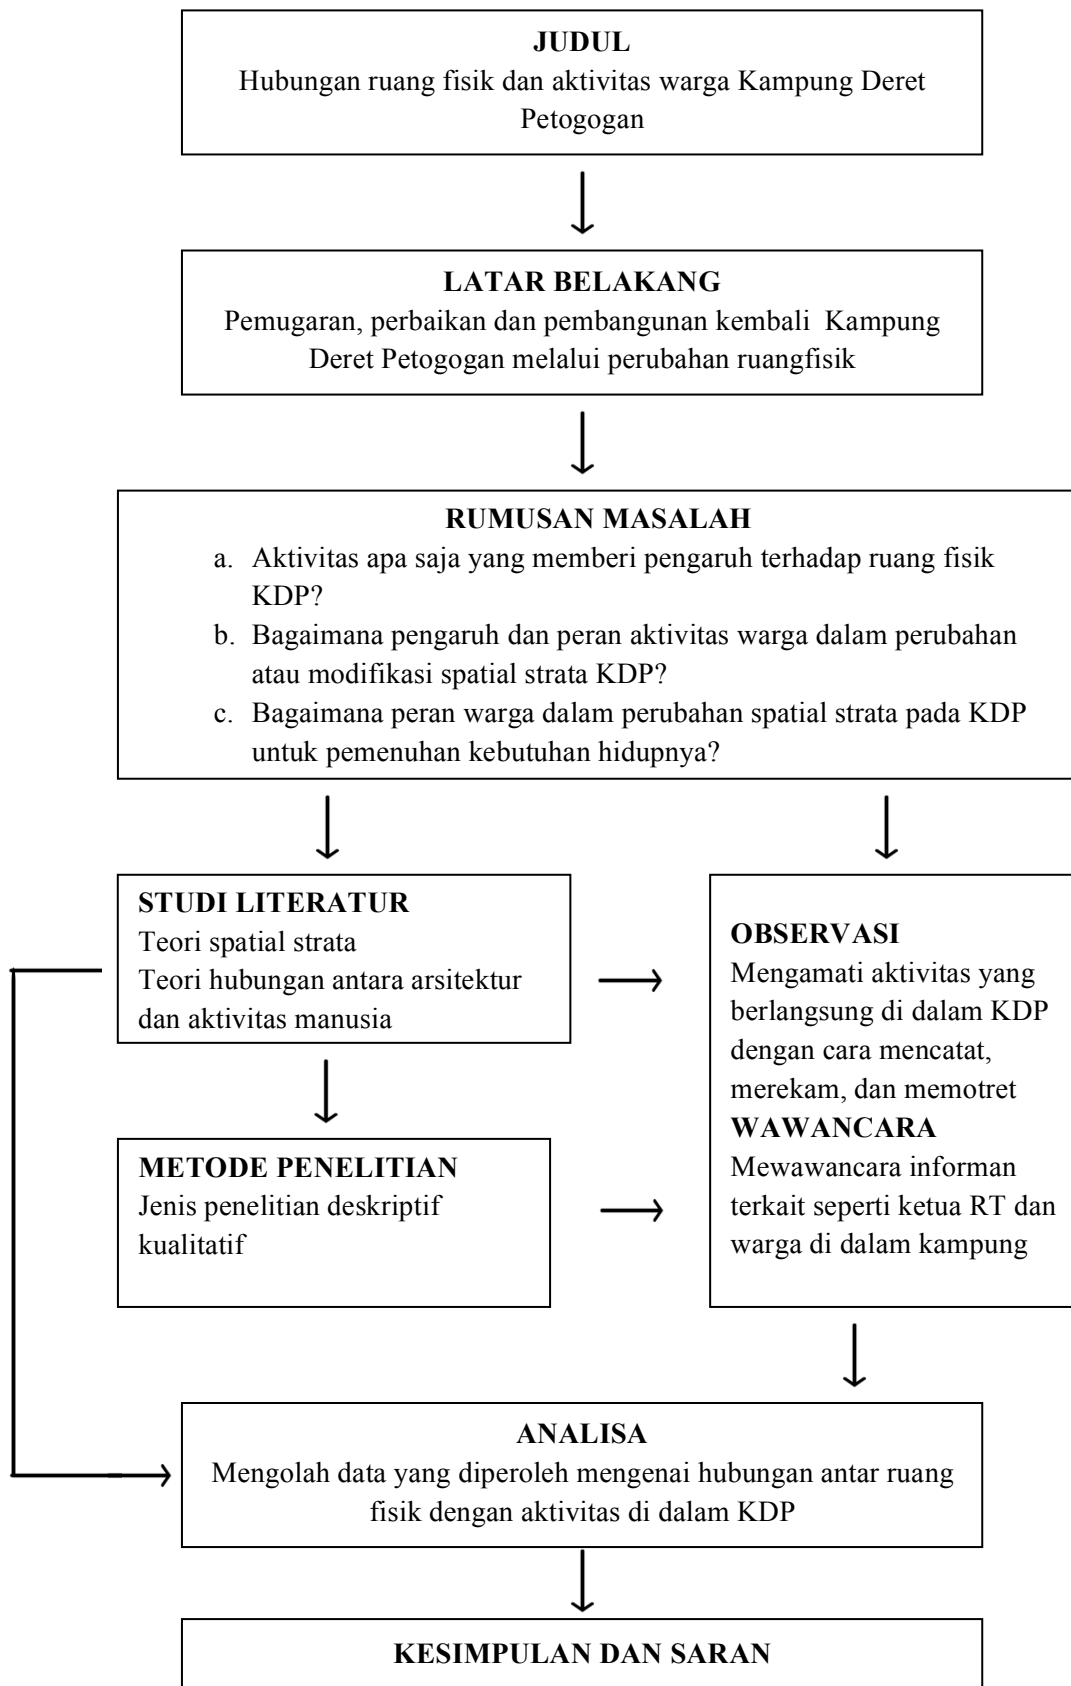 JUDUL
Hubungan ruang fisik dan aktivitas warga Kampung Deret
Petogogan
LATAR BELAKANG
Pemugaran, perbaikan dan pembangunan kembali Kampung
Deret Petogogan melalui perubahan ruangfisik
RUMUSAN MASALAH
a. Aktivitas apa saja yang memberi pengaruh terhadap ruang fisik
KDP?
b. Bagaimana pengaruh dan peran aktivitas warga dalam perubahan
atau modifikasi spatial strata KDP?
c. Bagaimana peran warga dalam perubahan spatial strata pada KDP
untuk pemenuhan kebutuhan hidupnya?
STUDI LITERATUR
Teori spatial strata
Teori hubungan antara arsitektur
dan aktivitas manusia
METODE PENELITIAN
Jenis penelitian deskriptif
kualitatif
OBSERVASI
Mengamati aktivitas yang
berlangsung di dalam KDP
dengan cara mencatat,
merekam, dan memotret
WAWANCARA
Mewawancara informan
terkait seperti ketua RT dan
warga di dalam kampung
ANALISA
Mengolah data yang diperoleh mengenai hubungan antar ruang
fisik dengan aktivitas di dalam KDP
KESIMPULAN DAN SARAN